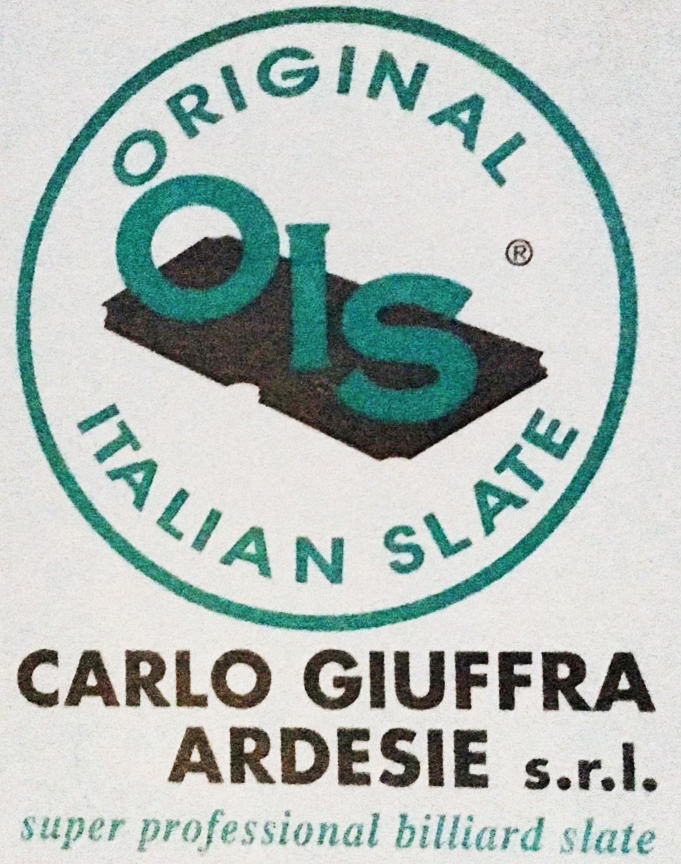 ORIGINAL
OIS
®
ITALIAN SLATE
CARLO GIUFFRA
ARDESIE s.r.l.
super professional billiard slate